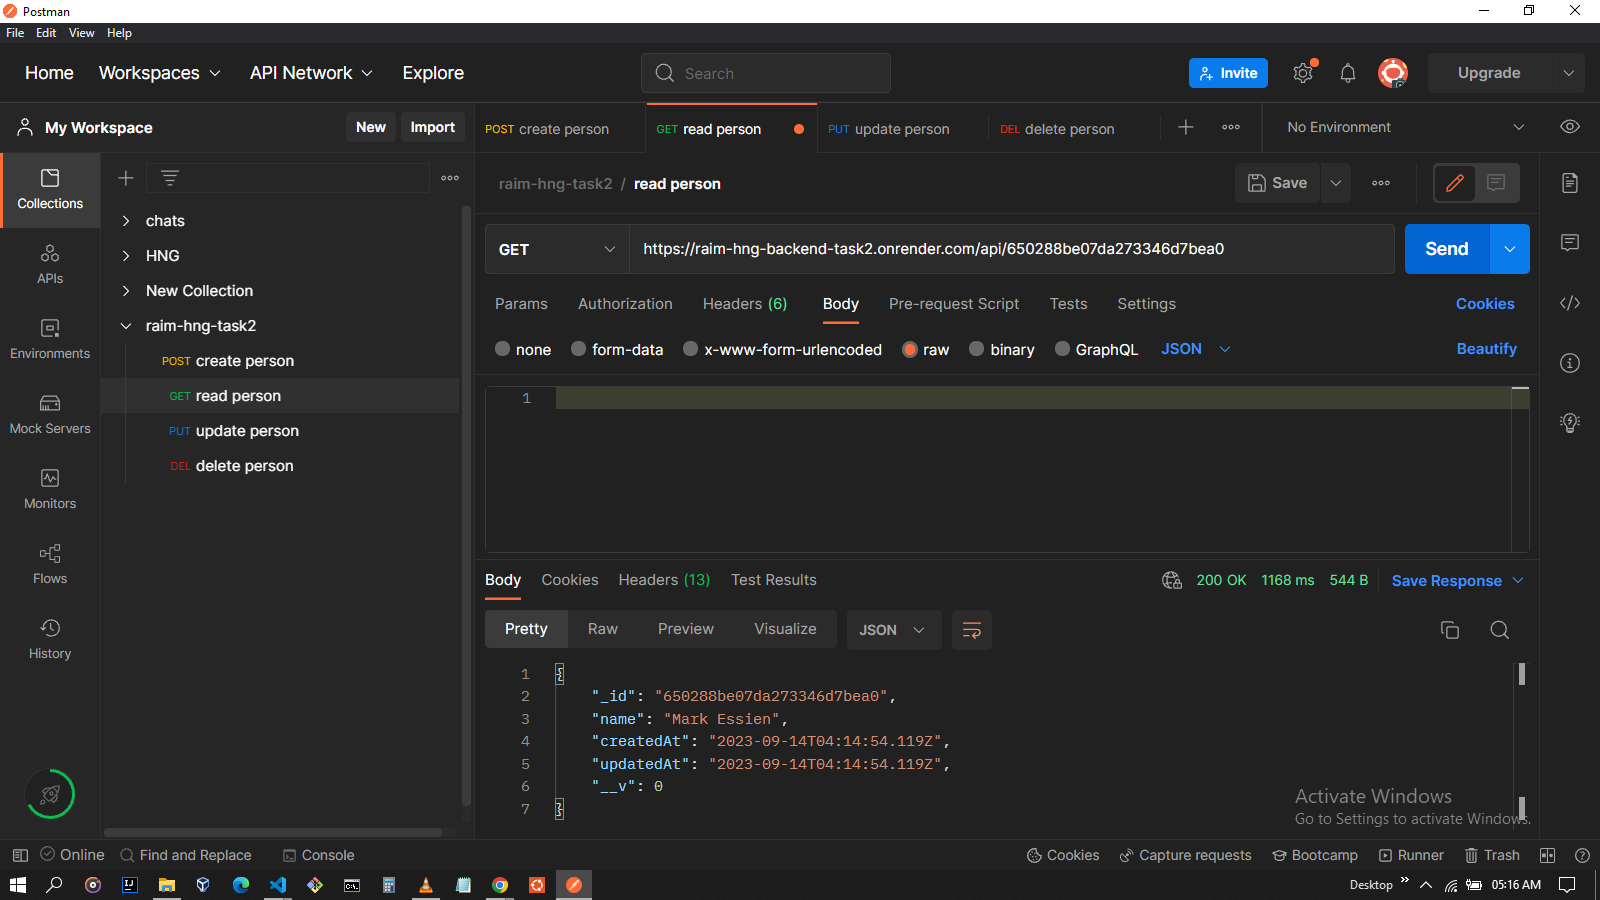 Postman
File Edit View Help
Home Workspaces API Network Explore Search Invite Upgrade
My Workspace New Import POST create person GET read person PUT update person DEL delete person No Environment
raim-hng-task2 / read person Save
Collections
chats
HNG
New Collection
raim-hng-task2
POST create person
GET read person
PUT update person
DEL delete person
APIs
Environments
Mock Servers
Monitors
Flows
History
GET https://raim-hng-backend-task2.onrender.com/api/650288be07da273346d7bea0 Send
Params Authorization Headers (6) Body Pre-request Script Tests Settings Cookies
none form-data x-www-form-urlencoded raw binary GraphQL JSON Beautify
1
Body Cookies Headers (13) Test Results 200 OK 1168 ms 544 B Save Response
Pretty Raw Preview Visualize JSON
1 {
2 "_id": "650288be07da273346d7bea0",
3 "name": "Mark Essien",
4 "createdAt": "2023-09-14T04:14:54.119Z",
5 "updatedAt": "2023-09-14T04:14:54.119Z",
6 "__v": 0
7 }
Activate Windows
Go to Settings to activate Windows.
Online Find and Replace Console Cookies Capture requests Bootcamp Runner Trash
Desktop 05:16 AM